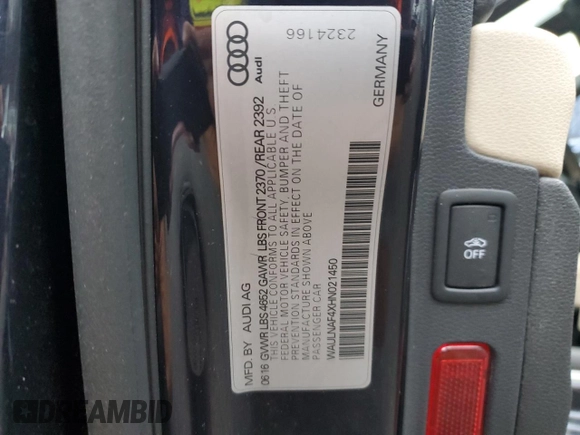 2324166
Audi
GERMANY
MFD. BY AUDI AG
0616 GVWR LBS 4662 GAWR LBS FRONT 2370 / REAR 2392
THIS VEHICLE CONFORMS TO ALL APPLICABLE U.S.
FEDERAL MOTOR VEHICLE SAFETY, BUMPER AND THEFT
PREVENTION STANDARDS IN EFFECT ON THE DATE OF
MANUFACTURE SHOWN ABOVE
PASSENGER CAR
WAULNAF4XHN021450
OFF
DREAMBID